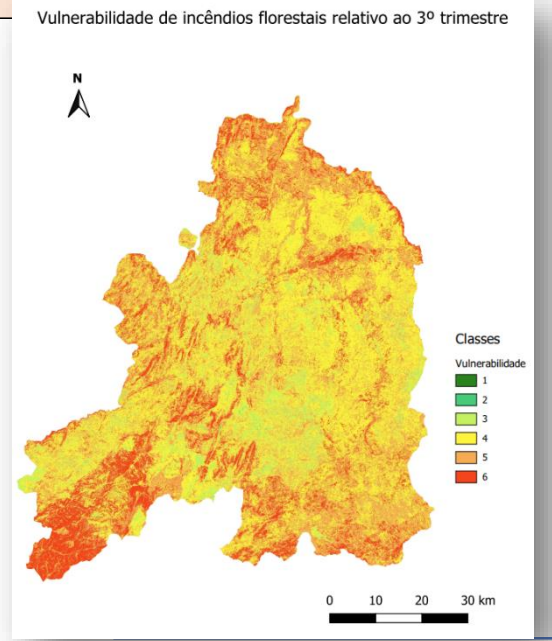 Vulnerabilidade de incêndios florestais relativo ao 3º trimestre
N
Classes
Vulnerabilidade
1
2
3
4
5
6
0 10 20 30 km